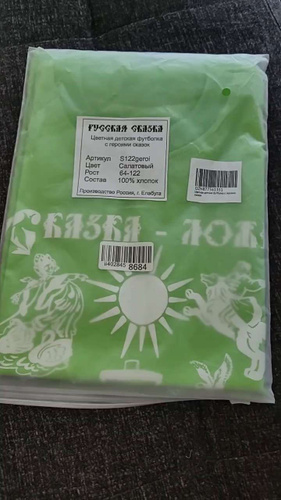 РУССКАЯ СКАЗКА
Цветная детская футболка
с героями сказки
Артикул S122geroi
Цвет Салатовый
Рост 64-122
Состав 100% хлопок
Производство Россия, г. Елабуга
СКАЗКА - ЛОЖ
8684